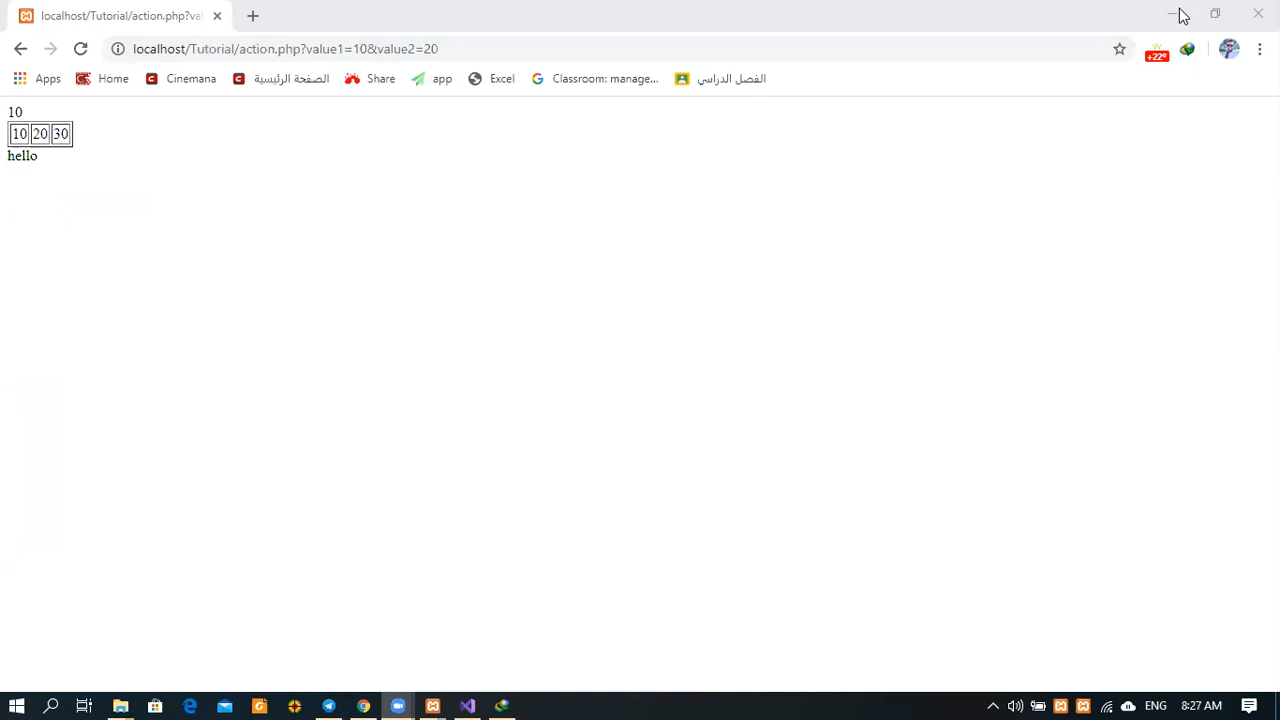 localhost/Tutorial/action.php?va
localhost/Tutorial/action.php?value1=10&value2=20
+22°
Apps Home Cinemana الصفحة الرئيسية Share app Excel Classroom: manage... الفصل الدراسي
10
10 20 30
hello
ENG 8:27 AM